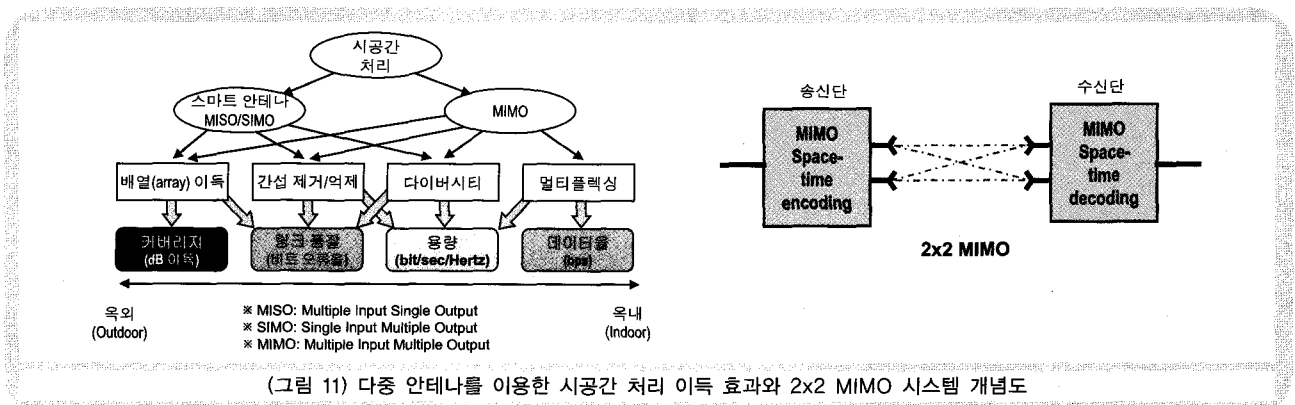 시공간
처리
스마트 안테나
MISO/SIMO
MIMO
배열(array) 이득
간섭 제거/억제
다이버시티
멀티플렉싱
커버리지
(dB 이득)
링크 품질
(비트 오류율)
용량
(bit/sec/Hertz)
데이터율
(bps)
옥외
(Outdoor)
옥내
(Indoor)
※ MISO: Multiple Input Single Output
※ SIMO: Single Input Multiple Output
※ MIMO: Multiple Input Multiple Output
송신단
MIMO
Space-
time
encoding
수신단
MIMO
Space-
time
decoding
2x2 MIMO
(그림 11) 다중 안테나를 이용한 시공간 처리 이득 효과와 2x2 MIMO 시스템 개념도